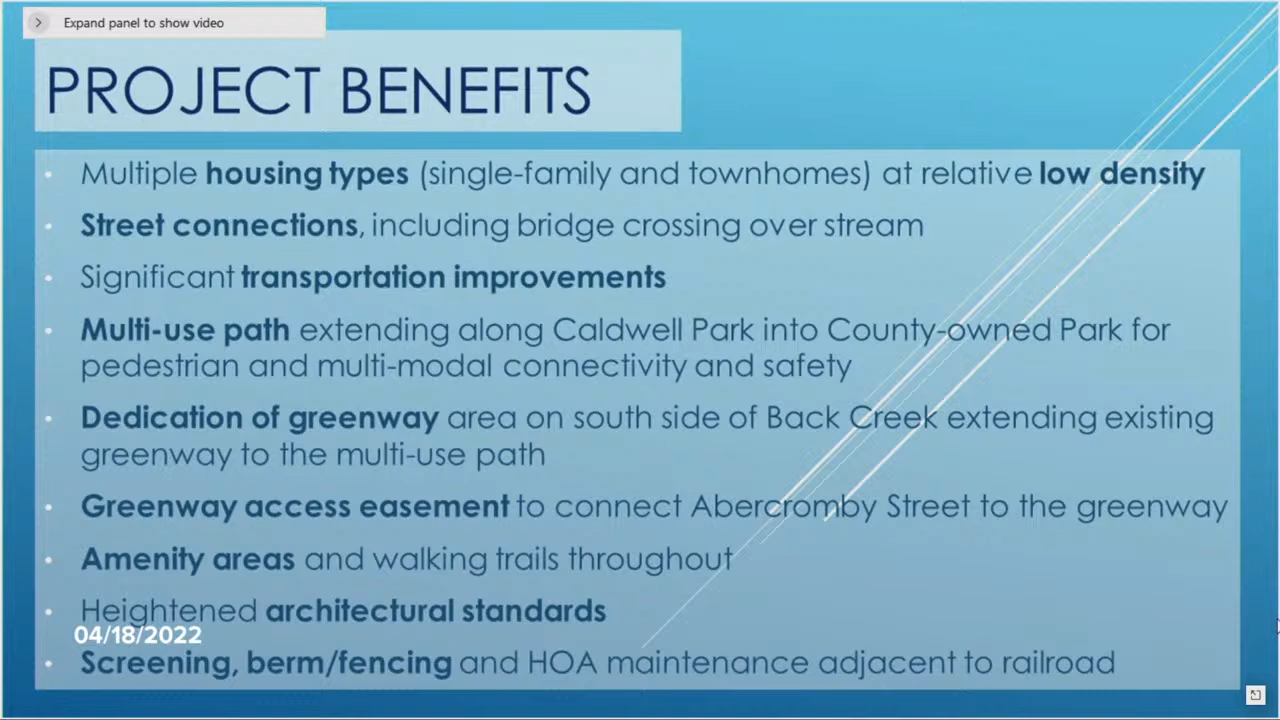 Expand panel to show video
PROJECT BENEFITS
• Multiple housing types (single-family and townhomes) at relative low density
• Street connections, including bridge crossing over stream
• Significant transportation improvements
• Multi-use path extending along Caldwell Park into County-owned Park for
pedestrian and multi-modal connectivity and safety
• Dedication of greenway area on south side of Back Creek extending existing
greenway to the multi-use path
• Greenway access easement to connect Abercromby Street to the greenway
• Amenity areas and walking trails throughout
• Heightened architectural standards
04/18/2022
• Screening, berm/fencing and HOA maintenance adjacent to railroad